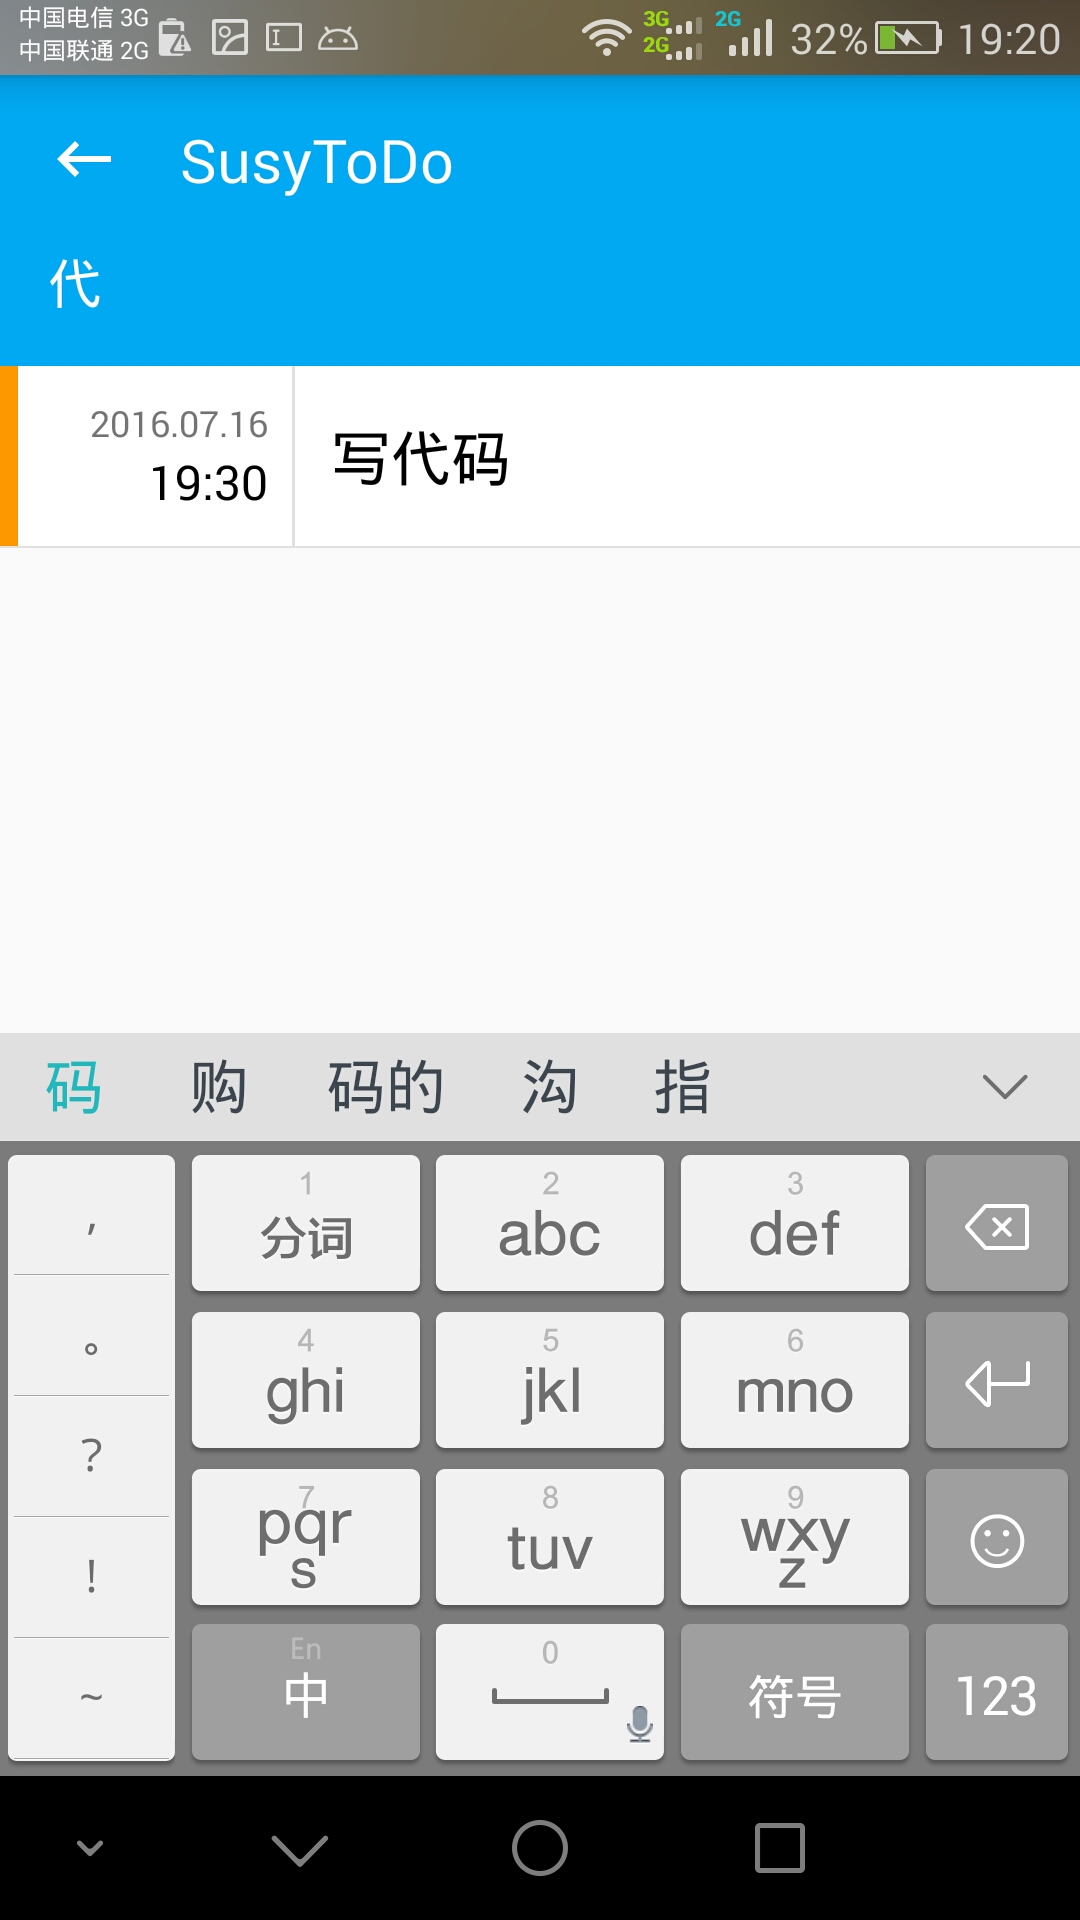 中国电信 3G
中国联通 2G
3G
2G
2G
32%
19:20
SusyToDo
代
2016.07.16
19:30
写代码
码 购 码的 沟 指
,
。
?
!
~
1
分词
2
abc
3
def
4
ghi
5
jkl
6
mno
7
pqr
s
8
tuv
9
wxy
z
En
中
0
符号
123